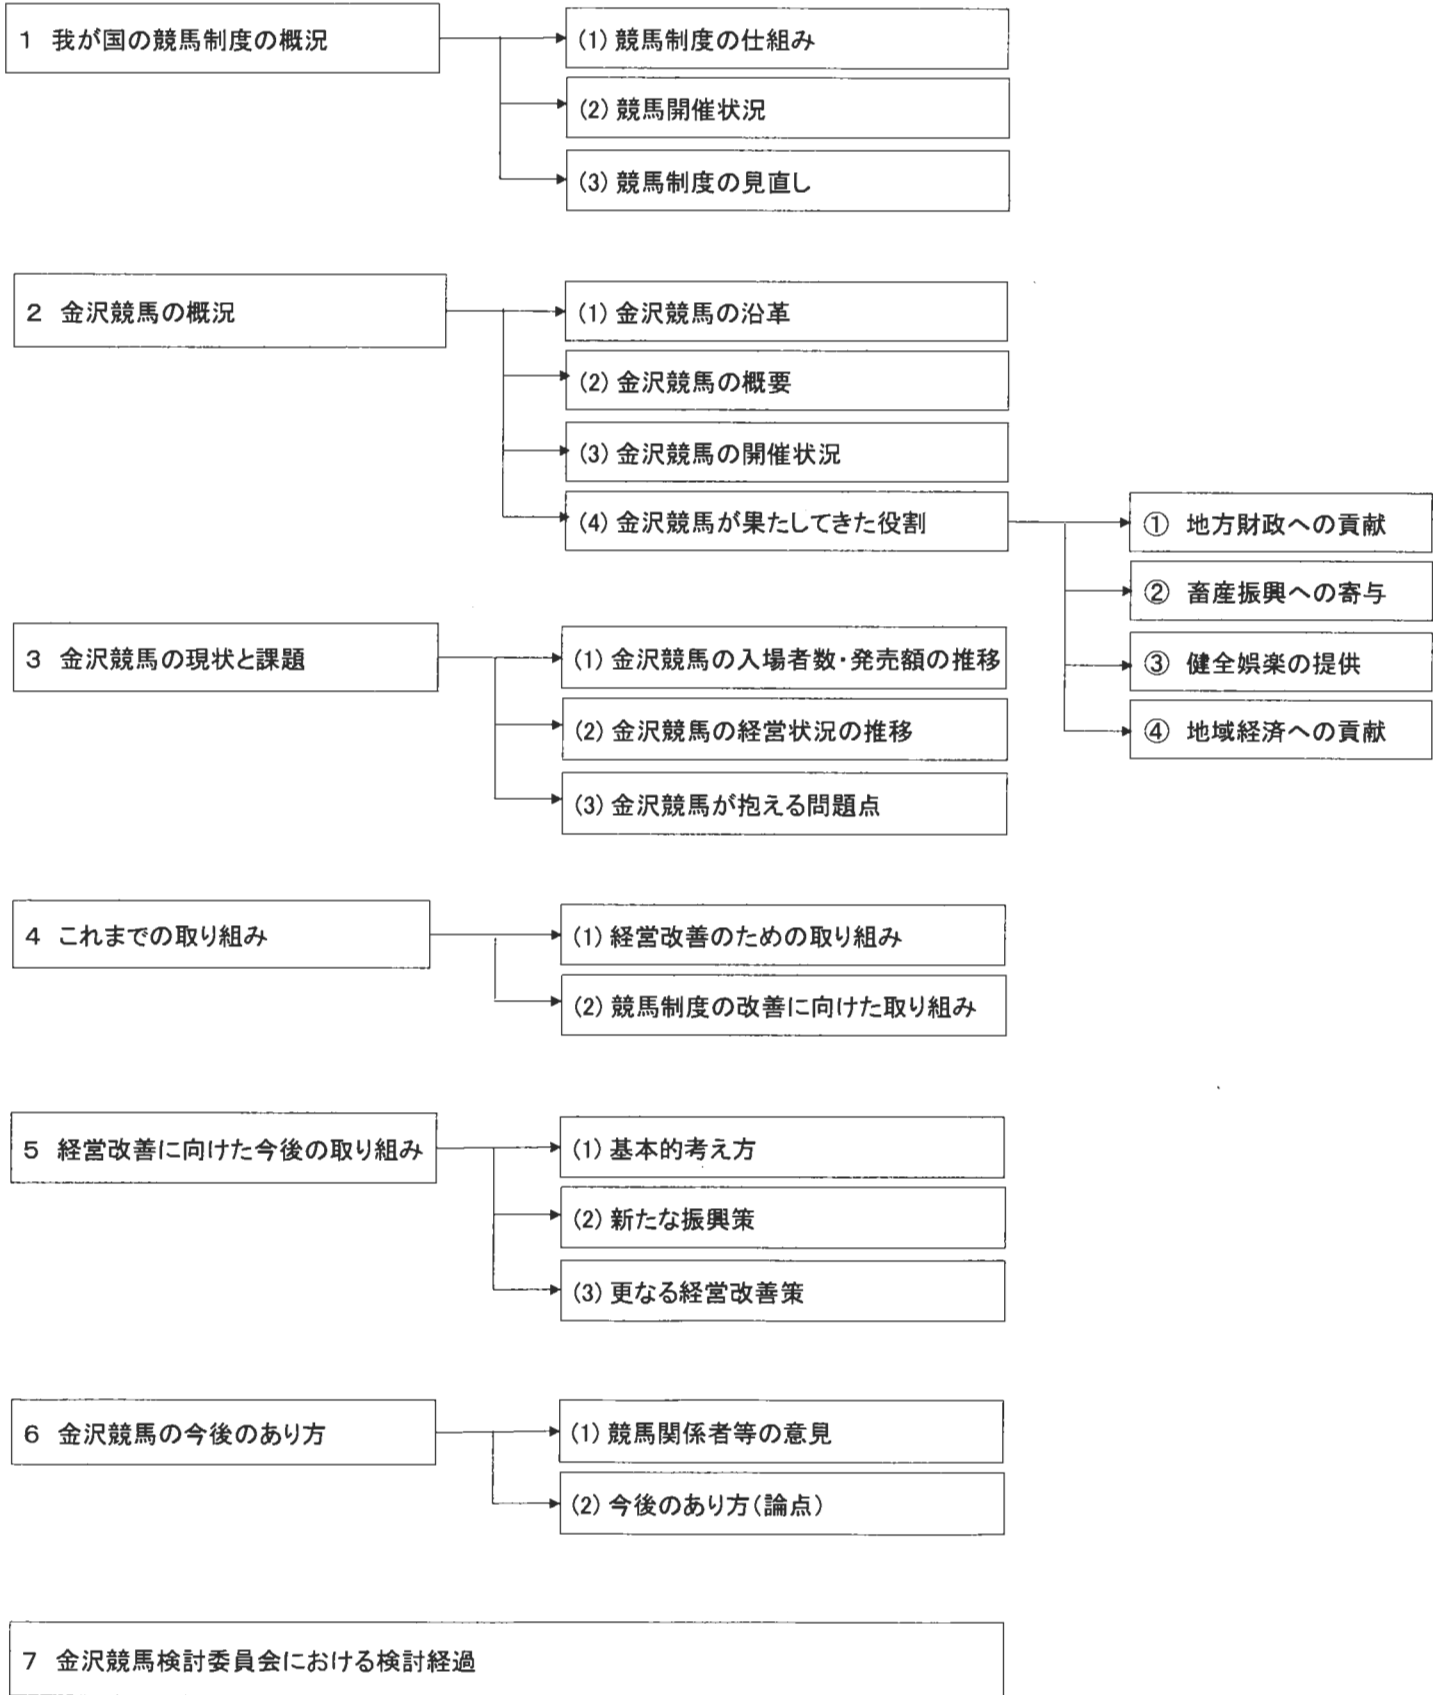 1 我が国の競馬制度の概況
(1) 競馬制度の仕組み
(2) 競馬開催状況
(3) 競馬制度の見直し
2 金沢競馬の概況
(1) 金沢競馬の沿革
(2) 金沢競馬の概要
(3) 金沢競馬の開催状況
(4) 金沢競馬が果たしてきた役割
① 地方財政への貢献
② 畜産振興への寄与
③ 健全娯楽の提供
④ 地域経済への貢献
3 金沢競馬の現状と課題
(1) 金沢競馬の入場者数・発売額の推移
(2) 金沢競馬の経営状況の推移
(3) 金沢競馬が抱える問題点
4 これまでの取り組み
(1) 経営改善のための取り組み
(2) 競馬制度の改善に向けた取り組み
5 経営改善に向けた今後の取り組み
(1) 基本的考え方
(2) 新たな振興策
(3) 更なる経営改善策
6 金沢競馬の今後のあり方
(1) 競馬関係者等の意見
(2) 今後のあり方(論点)
7 金沢競馬検討委員会における検討経過